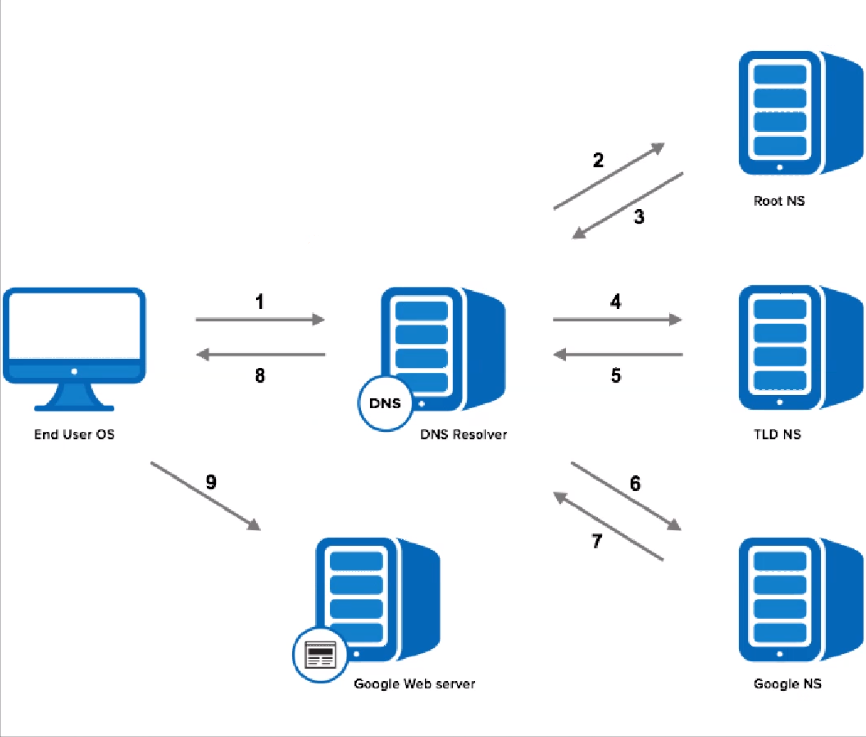 2
Root NS
3
1
4
8
5
DNS
End User OS
DNS Resolver
TLD NS
9
6
7
Google Web server
Google NS